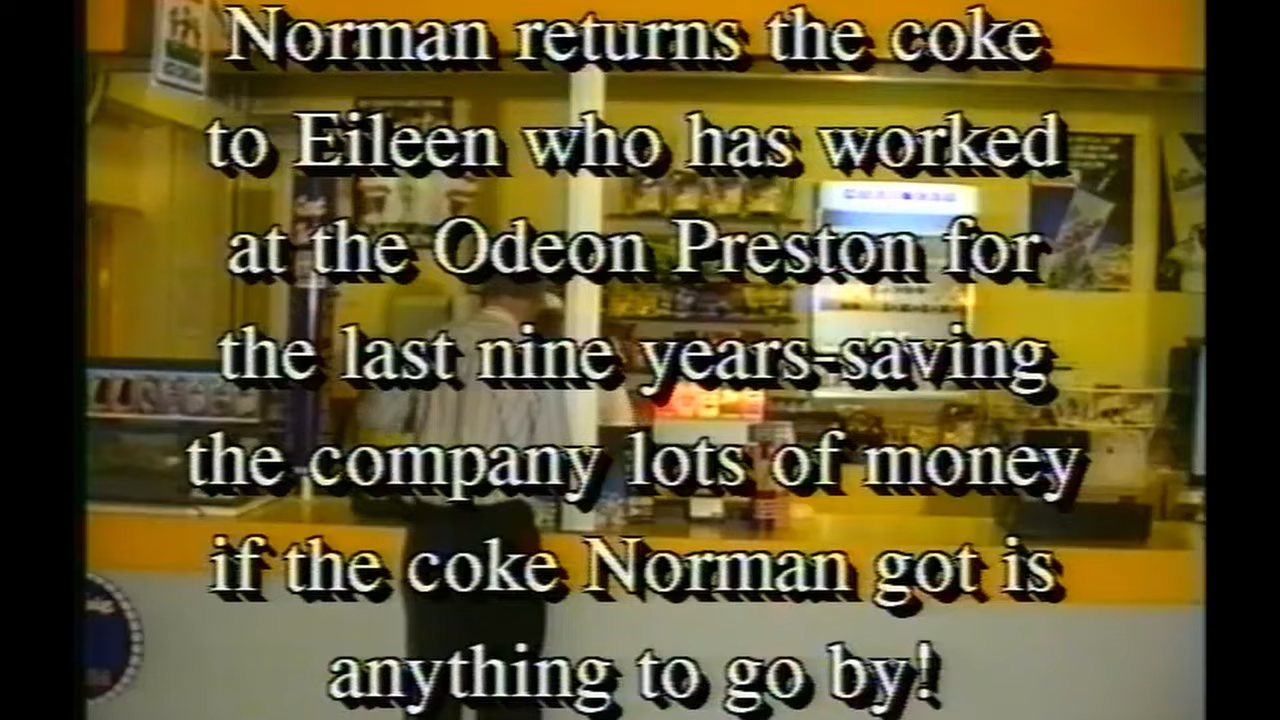 Norman returns the coke
to Eileen who has worked
at the Odeon Preston for
the last nine years-saving
the company lots of money
if the coke Norman got is
anything to go by!